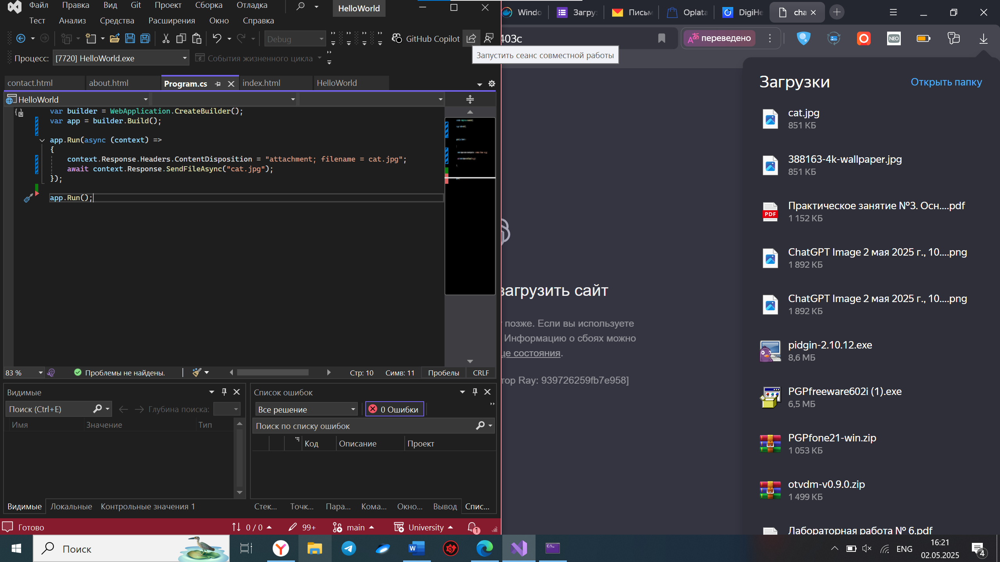 Файл Правка Вид Git Проект Сборка Отладка
HelloWorld
Тест Анализ Средства Расширения Окно Справка
Debug
GitHub Copilot
Процесс: [7720] HelloWorld.exe События жизненного цикла
Запустить сеанс совместной работы
contact.html about.html Program.cs index.html HelloWorld
HelloWorld
var builder = WebApplication.CreateBuilder();
var app = builder.Build();
app.Run(async (context) =>
{
context.Response.Headers.ContentDisposition = "attachment; filename = cat.jpg";
await context.Response.SendFileAsync("cat.jpg");
});
app.Run();
83 % Проблемы не найдены. Стр: 10 Симв: 11 Пробелы CRLF
Видимые
Поиск (Ctrl+E) Глубина поиска:
Имя Значение Тип
Видимые Локальные Контрольные значения 1
Список ошибок
Все решение 0 Ошибки
Поиск по списку ошибок
Код Описание Проект
Стек... Точк... Пара... Кома... Окно... Вывод Спис...
Готово 0 / 0 99+ main University 1
Windo Загру Письм Oplata DigiHe cha
403c
переведено
NEO
загрузить сайт
позже. Если вы используете
Информацию о сбоях можно
це состояния.
тор Ray: 939726259fb7e958]
Загрузки Открыть папку
cat.jpg
851 КБ
388163-4k-wallpaper.jpg
851 КБ
PDF
Практическое занятие №3. Осн....pdf
1 152 КБ
ChatGPT Image 2 мая 2025 г., 10....png
1 892 КБ
ChatGPT Image 2 мая 2025 г., 10....png
1 892 КБ
pidgin-2.10.12.exe
8,6 МБ
PGPfreeware602i (1).exe
6,5 МБ
PGPfone21-win.zip
1 053 КБ
otvdm-v0.9.0.zip
1 499 КБ
Лабораторная работа № 6.pdf
Поиск
ENG
16:21
02.05.2025
4